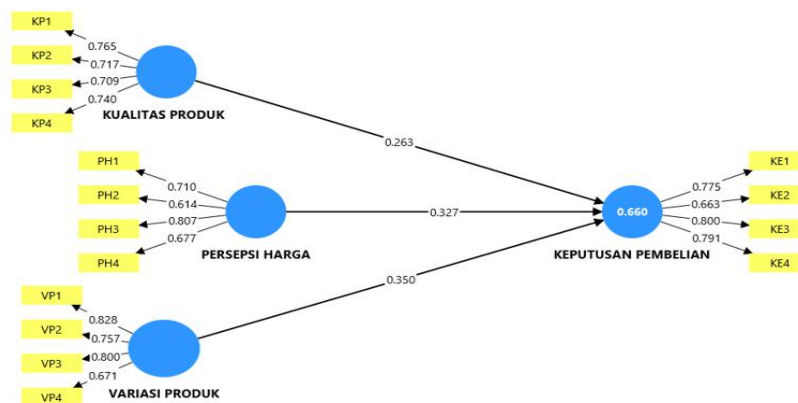 KP1
0.765
KP2
0.717
KP3
0.709
KP4
0.740
KUALITAS PRODUK
0.263
PH1
0.710
PH2
0.614
PH3
0.807
PH4
0.677
PERSEPSI HARGA
0.327
VP1
0.828
VP2
0.757
VP3
0.800
VP4
0.671
VARIASI PRODUK
0.350
0.660
KEPUTUSAN PEMBELIAN
KE1
0.775
KE2
0.663
KE3
0.800
KE4
0.791